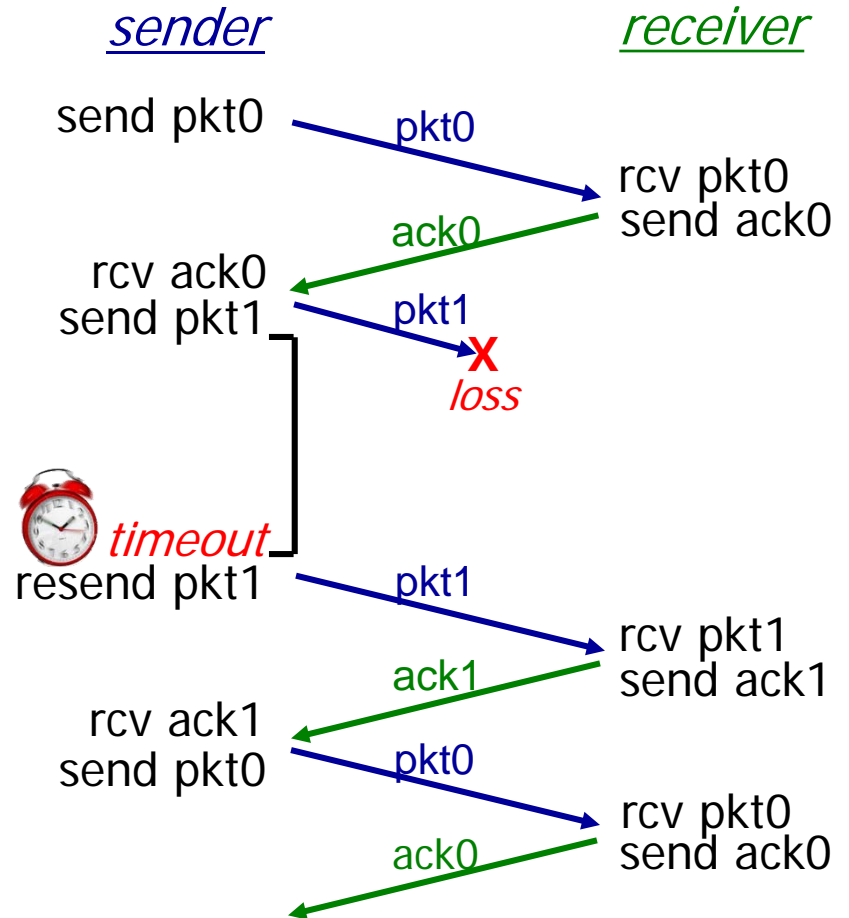 sender
receiver
send pkt0
pkt0
rcv pkt0
send ack0
ack0
rcv ack0
send pkt1
pkt1
X
loss
timeout
resend pkt1
pkt1
rcv pkt1
send ack1
ack1
rcv ack1
send pkt0
pkt0
rcv pkt0
send ack0
ack0